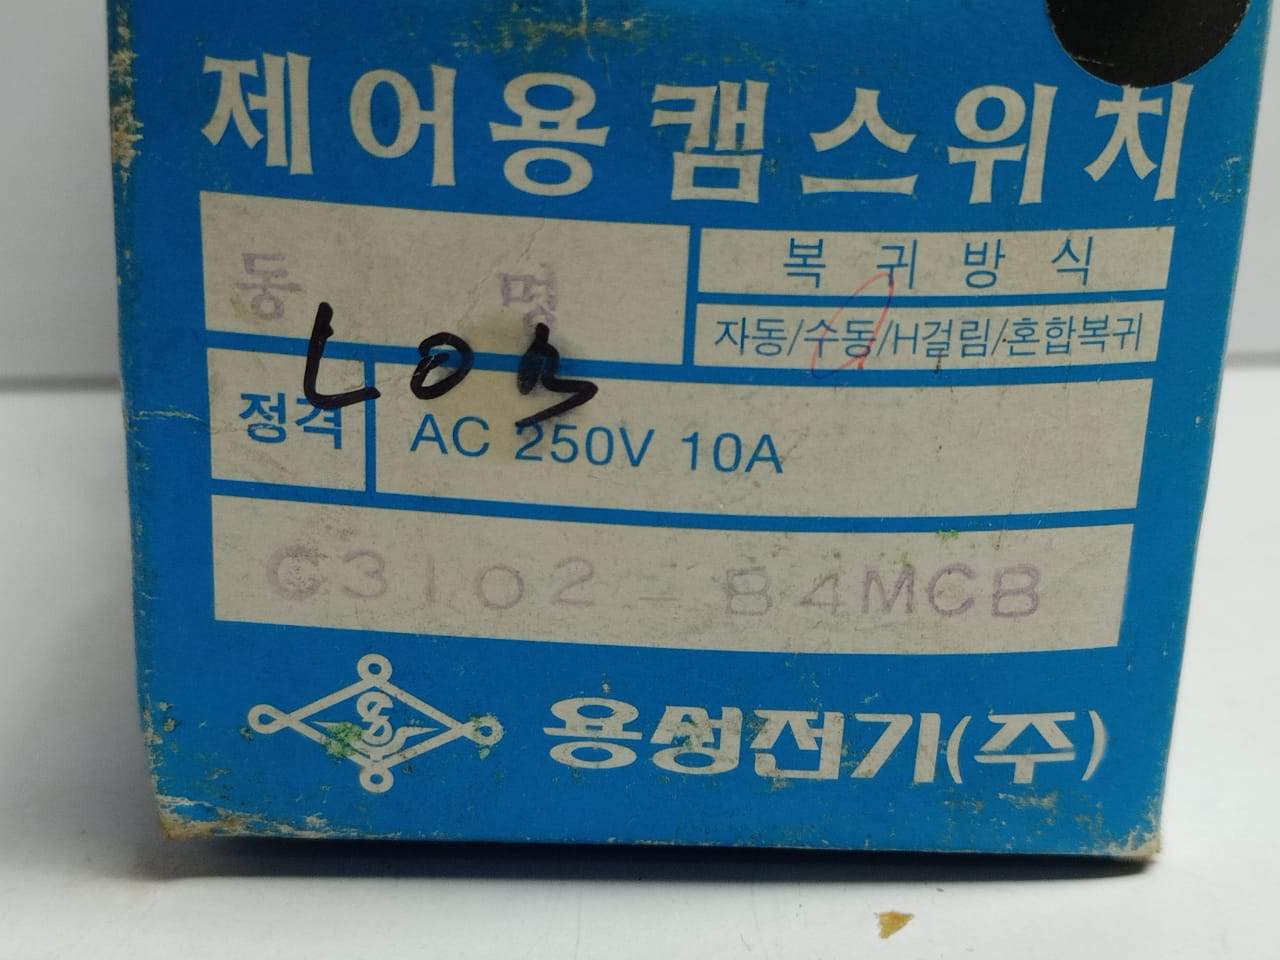 제어용캠스위치
동 명
복귀방식
자동/수동/H걸림/혼합복귀
정격
AC 250V 10A
C3102-B4MCB
용성전기(주)